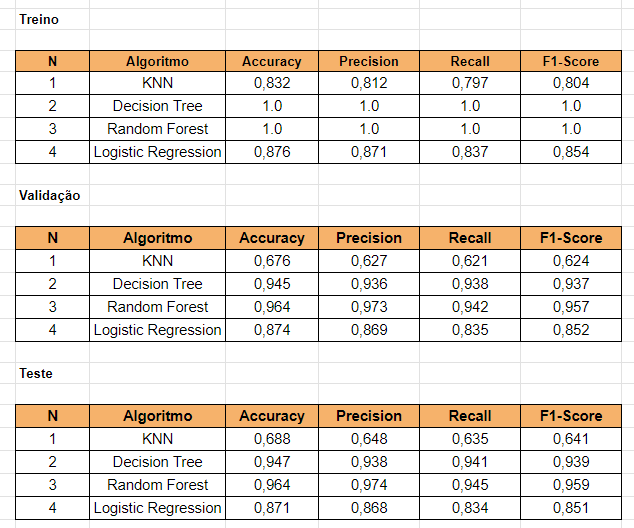 Treino
N Algoritmo Accuracy Precision Recall F1-Score
1 KNN 0,832 0,812 0,797 0,804
2 Decision Tree 1.0 1.0 1.0 1.0
3 Random Forest 1.0 1.0 1.0 1.0
4 Logistic Regression 0,876 0,871 0,837 0,854
Validação
N Algoritmo Accuracy Precision Recall F1-Score
1 KNN 0,676 0,627 0,621 0,624
2 Decision Tree 0,945 0,936 0,938 0,937
3 Random Forest 0,964 0,973 0,942 0,957
4 Logistic Regression 0,874 0,869 0,835 0,852
Teste
N Algoritmo Accuracy Precision Recall F1-Score
1 KNN 0,688 0,648 0,635 0,641
2 Decision Tree 0,947 0,938 0,941 0,939
3 Random Forest 0,964 0,974 0,945 0,959
4 Logistic Regression 0,871 0,868 0,834 0,851